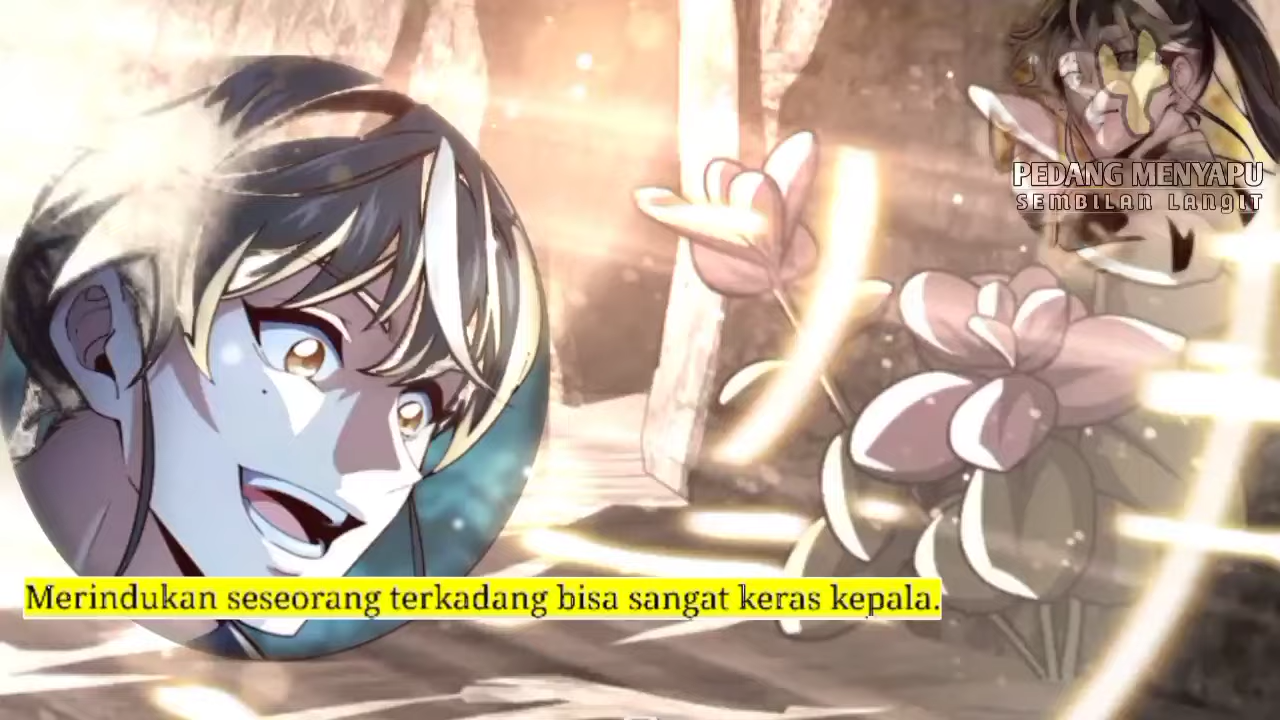 PEDANG MENYAPU
SEMBILAN LANGIT
Merindukan seseorang terkadang bisa sangat keras kepala.